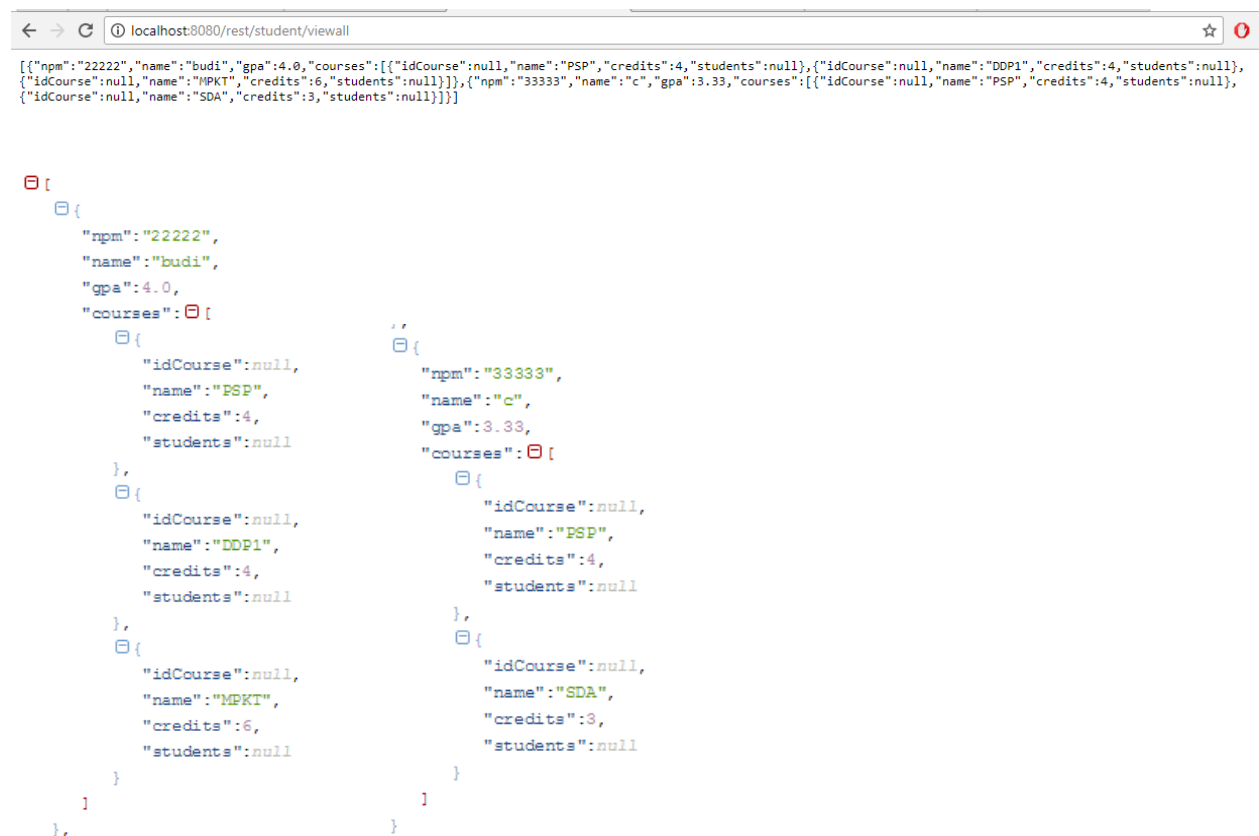 localhost:8080/rest/student/viewall
[{"npm":"22222","name":"budi","gpa":4.0,"courses":[{"idCourse":null,"name":"PSP","credits":4,"students":null},{"idCourse":null,"name":"DDP1","credits":4,"students":null},
{"idCourse":null,"name":"MPKT","credits":6,"students":null}]},{"npm":"33333","name":"c","gpa":3.33,"courses":[{"idCourse":null,"name":"PSP","credits":4,"students":null},
{"idCourse":null,"name":"SDA","credits":3,"students":null}]}]
[
{
"npm":"22222",
"name":"budi",
"gpa":4.0,
"courses":[
{
"idCourse":null,
"name":"PSP",
"credits":4,
"students":null
},
{
"idCourse":null,
"name":"DDP1",
"credits":4,
"students":null
},
{
"idCourse":null,
"name":"MPKT",
"credits":6,
"students":null
}
]
},
{
"npm":"33333",
"name":"c",
"gpa":3.33,
"courses":[
{
"idCourse":null,
"name":"PSP",
"credits":4,
"students":null
},
{
"idCourse":null,
"name":"SDA",
"credits":3,
"students":null
}
]
}